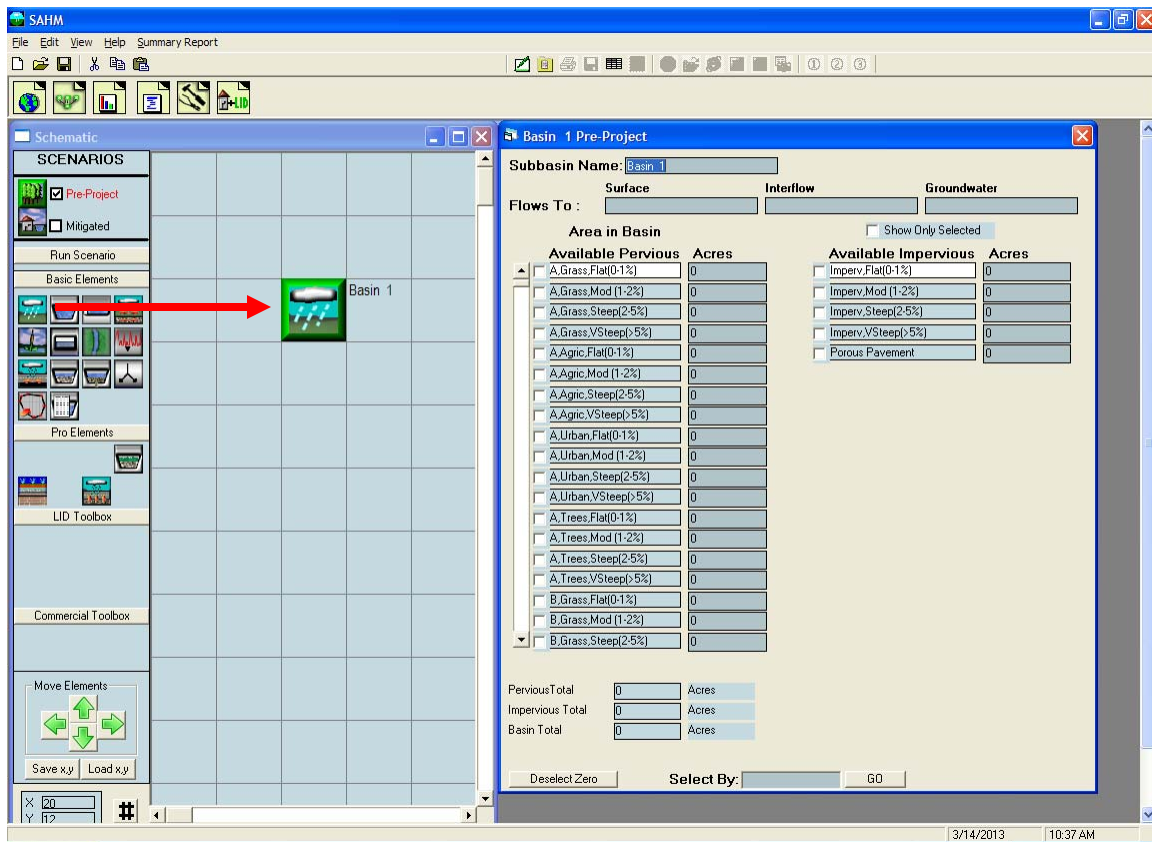 SAHM
File Edit View Help Summary Report
LID
Schematic
SCENARIOS
Pre-Project
Mitigated
Run Scenario
Basic Elements
Pro Elements
LID Toolbox
Commercial Toolbox
Move Elements
Save x,y Load x,y
X 20
Y 12
#
Basin 1
Basin 1 Pre-Project
Subbasin Name: Basin 1
Surface Interflow Groundwater
Flows To :
Area in Basin Show Only Selected
Available Pervious Acres Available Impervious Acres
A,Grass,Flat(0-1%) 0 Imperv,Flat(0-1%) 0
A,Grass,Mod (1-2%) 0 Imperv,Mod (1-2%) 0
A,Grass,Steep(2-5%) 0 Imperv,Steep(2-5%) 0
A,Grass,VSteep(>5%) 0 Imperv,VSteep(>5%) 0
A,Agric,Flat(0-1%) 0 Porous Pavement 0
A,Agric,Mod (1-2%) 0
A,Agric,Steep(2-5%) 0
A,Agric,VSteep(>5%) 0
A,Urban,Flat(0-1%) 0
A,Urban,Mod (1-2%) 0
A,Urban,Steep(2-5%) 0
A,Urban,VSteep(>5%) 0
A,Trees,Flat(0-1%) 0
A,Trees,Mod (1-2%) 0
A,Trees,Steep(2-5%) 0
A,Trees,VSteep(>5%) 0
B,Grass,Flat(0-1%) 0
B,Grass,Mod (1-2%) 0
B,Grass,Steep(2-5%) 0
PerviousTotal 0 Acres
Impervious Total 0 Acres
Basin Total 0 Acres
Deselect Zero Select By: GO
3/14/2013 10:37 AM